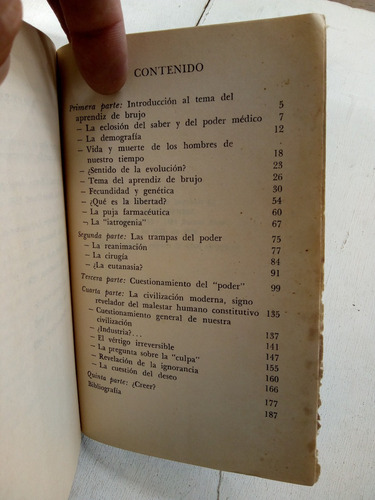 CONTENIDO
Primera parte: Introducción al tema del
aprendiz de brujo 5
– La eclosión del saber y del poder médico 7
– La demografía 12
– Vida y muerte de los hombres de
nuestro tiempo 18
– ¿Sentido de la evolución? 23
– Tema del aprendiz de brujo 26
– Fecundidad y genética 30
– ¿Qué es la libertad? 54
– La puja farmacéutica 60
– La "iatrogenia" 67
Segunda parte: Las trampas del poder 75
– La reanimación 77
– La cirugía 84
– ¿La eutanasia? 91
Tercera parte: Cuestionamiento del "poder" 99
Cuarta parte: La civilización moderna, signo
revelador del malestar humano constitutivo 135
– Cuestionamiento general de nuestra
civilización 137
– ¿Industria?... 141
– El vértigo irreversible 147
– La pregunta sobre la "culpa" 155
– Revelación de la ignorancia 160
– La cuestión del deseo 166
Quinta parte: ¿Creer? 177
Bibliografía 187